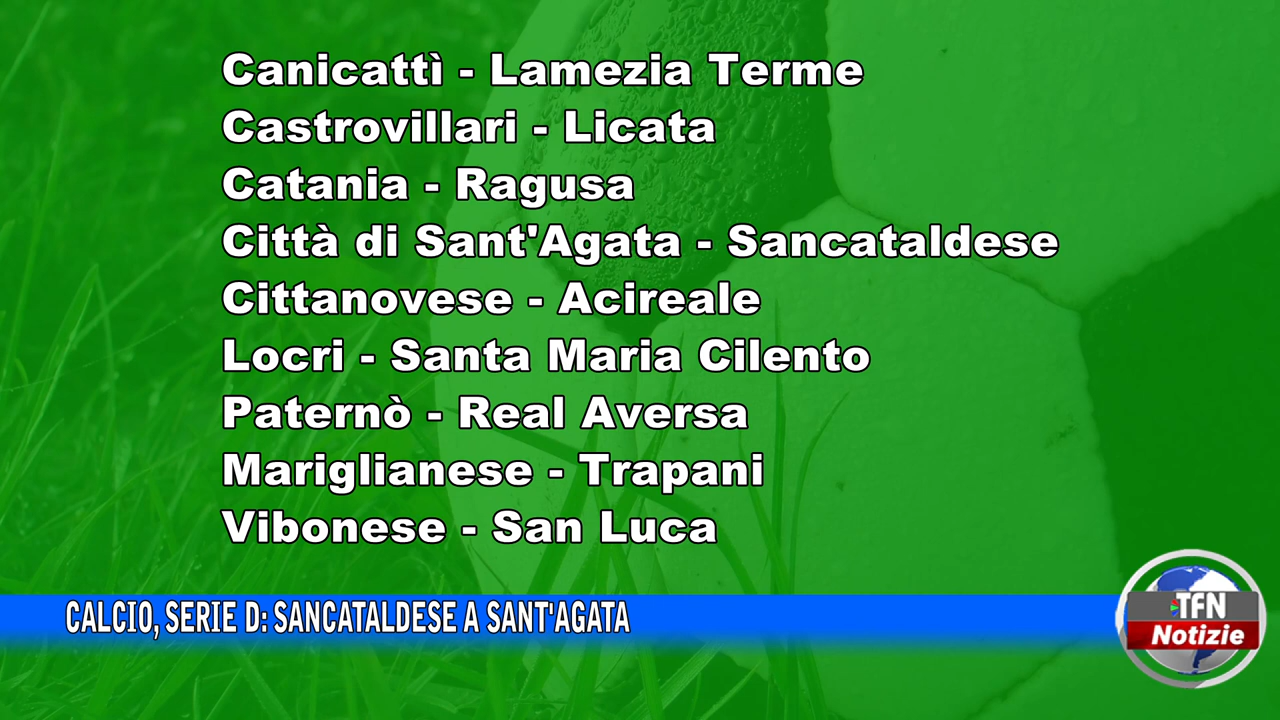 Canicattì - Lamezia Terme
Castrovillari - Licata
Catania - Ragusa
Città di Sant'Agata - Sancataldese
Cittanovese - Acireale
Locri - Santa Maria Cilento
Paternò - Real Aversa
Mariglianese - Trapani
Vibonese - San Luca
CALCIO, SERIE D: SANCATALDESE A SANT'AGATA
TFN
Notizie